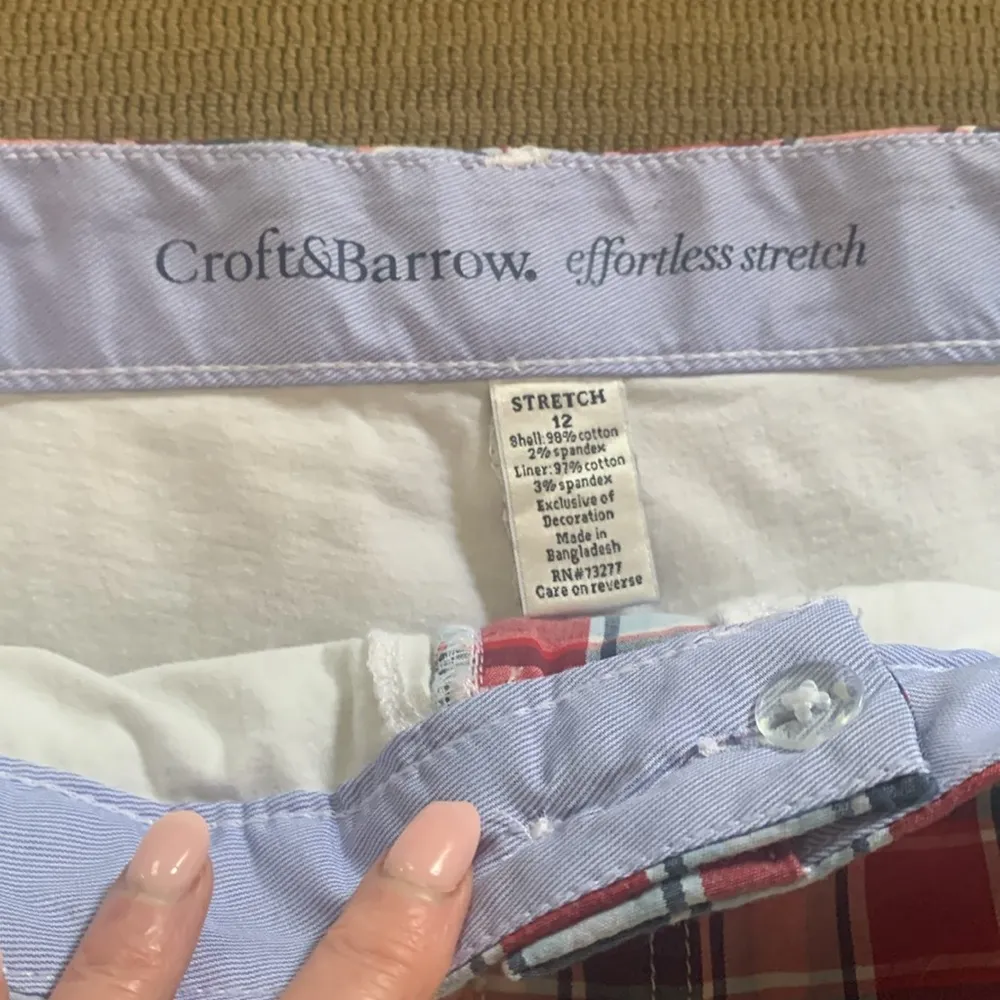 Croft&Barrow. effortless stretch
STRETCH
12
Shell:98% cotton
2% spandex
Liner:97% cotton
3% spandex
Exclusive of
Decoration
Made in
Bangladesh
RN#73277
Care on reverse